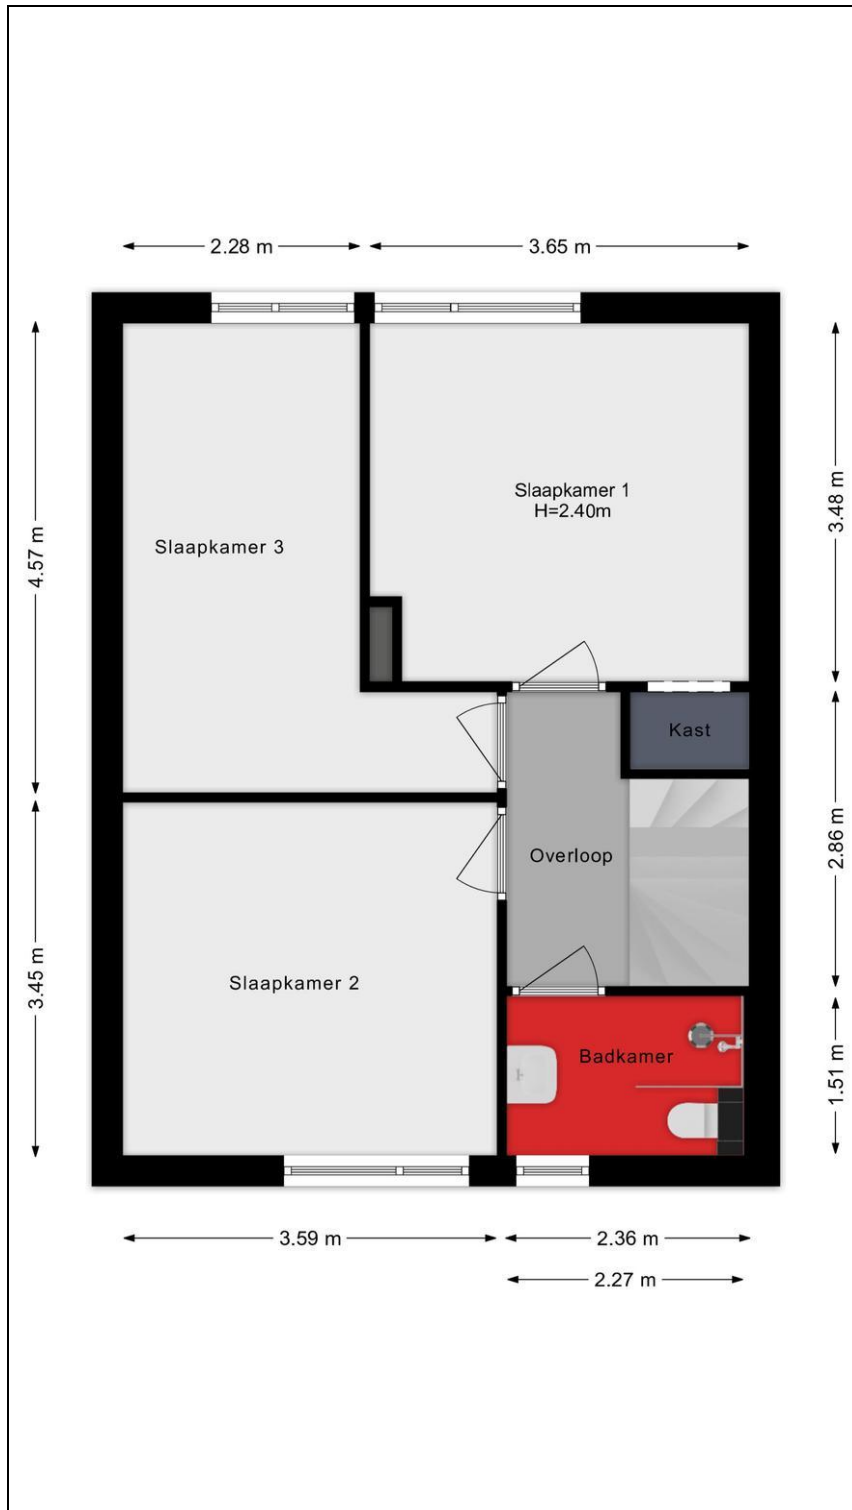 2.28 m
3.65 m
4.57 m
3.48 m
Slaapkamer 1
H=2.40m
Slaapkamer 3
Kast
2.86 m
Overloop
3.45 m
Slaapkamer 2
Badkamer
1.51 m
3.59 m
2.36 m
2.27 m